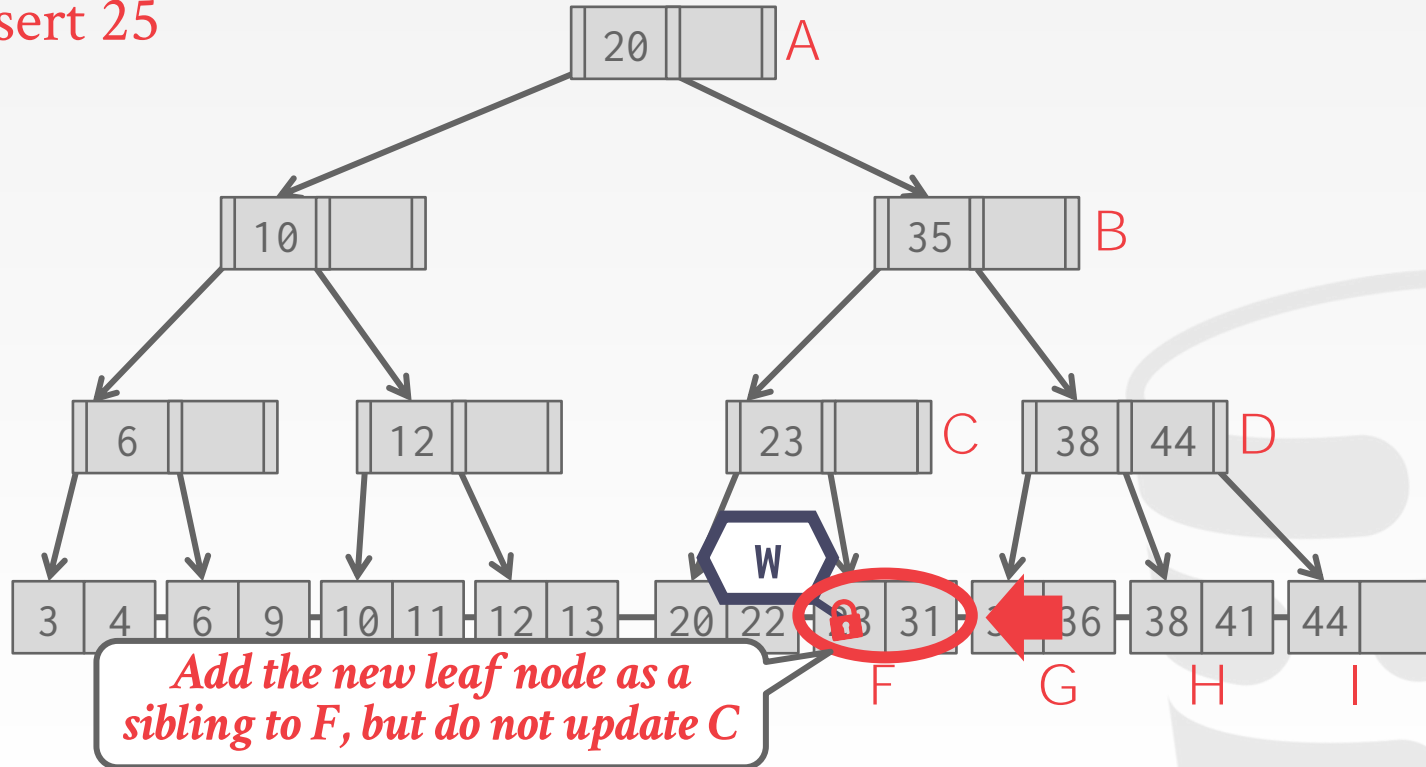 sert 25
20 A
10 35 B
6 12 23 C 38 44 D
W
3 4 6 9 10 11 12 13 20 22 31 36 38 41 44
F G H I
Add the new leaf node as a
sibling to F, but do not update C